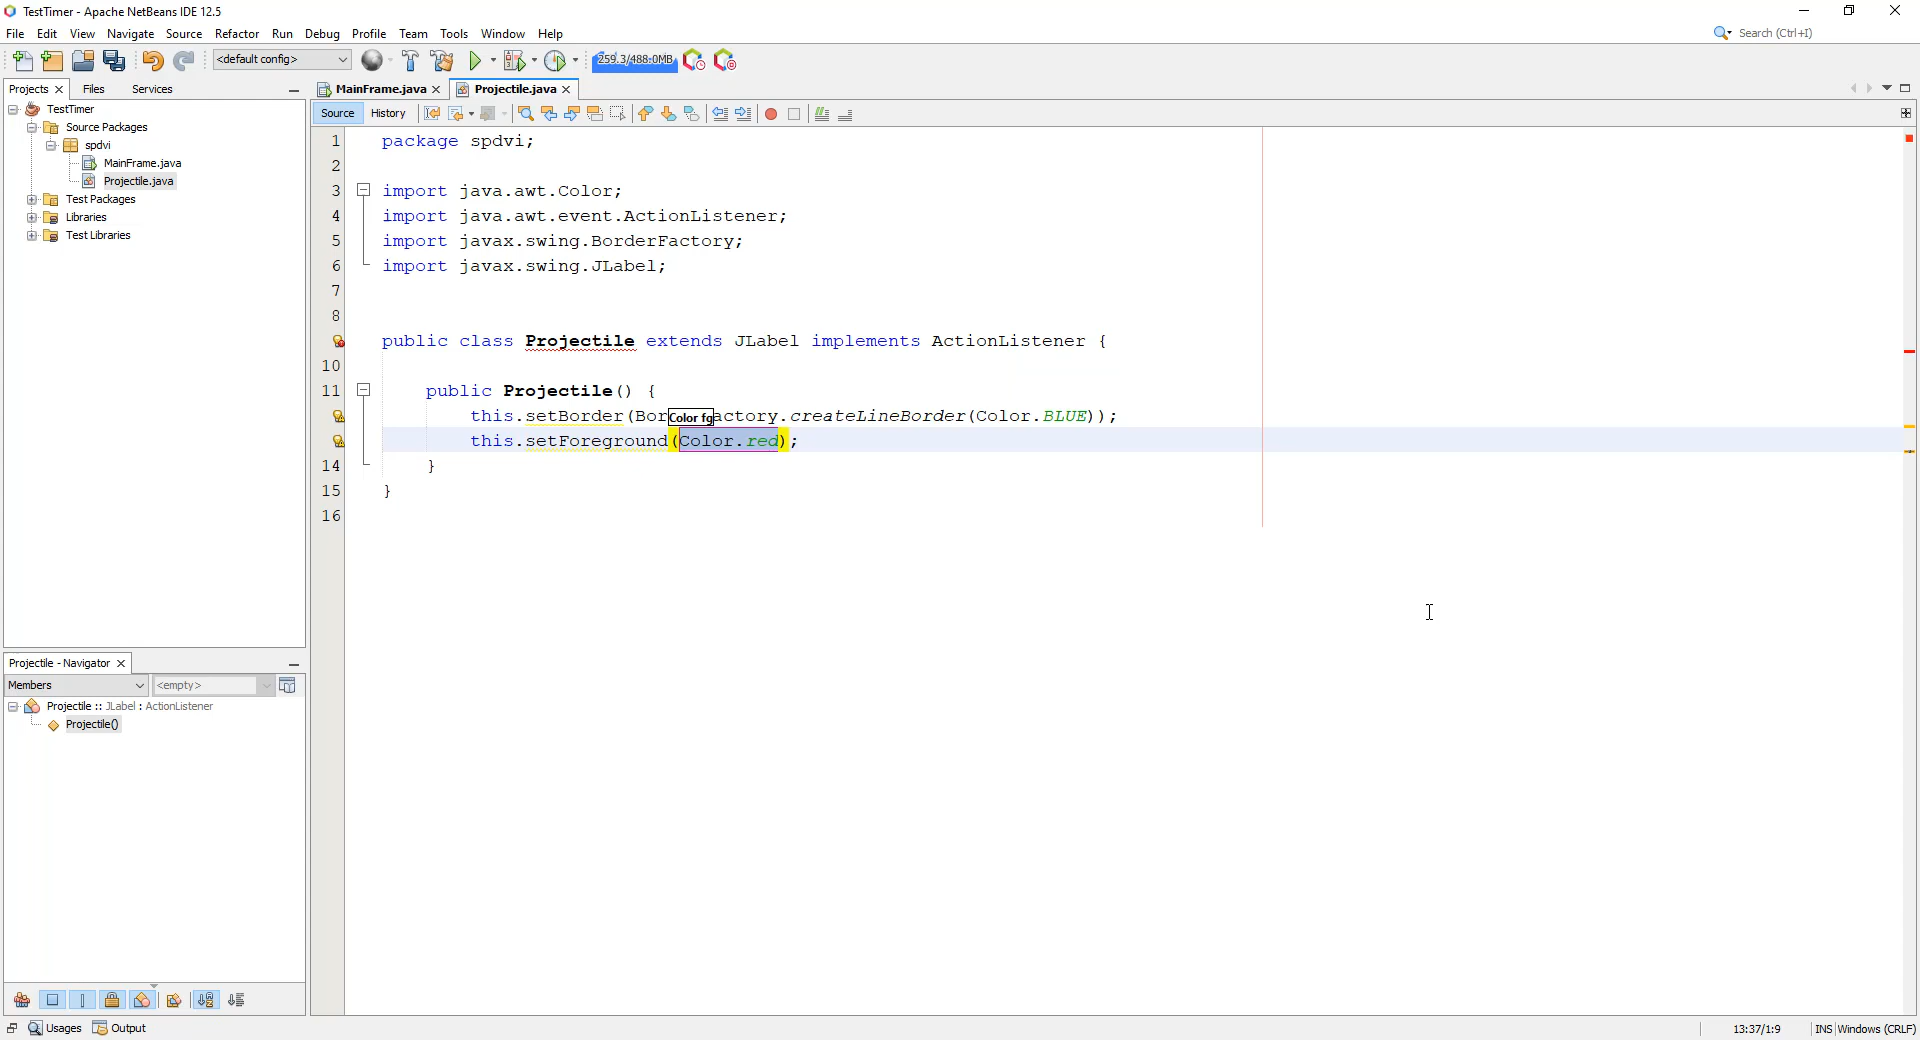 TestTimer - Apache NetBeans IDE 12.5
File Edit View Navigate Source Refactor Run Debug Profile Team Tools Window Help
Search (Ctrl+I)
<default config>
259.3/488.0MB
Projects Files Services
MainFrame.java Projectile.java
Source History
TestTimer
Source Packages
spdvi
MainFrame.java
Projectile.java
Test Packages
Libraries
Test Libraries
1 package spdvi;
2
3 import java.awt.Color;
4 import java.awt.event.ActionListener;
5 import javax.swing.BorderFactory;
6 import javax.swing.JLabel;
7
8
public class Projectile extends JLabel implements ActionListener {
10
11 public Projectile() {
this.setBorder(Bor actory.createLineBorder(Color.BLUE));
Color fg
this.setForeground(Color.red);
14 }
15 }
16
Projectile - Navigator
Members <empty>
Projectile :: JLabel : ActionListener
Projectile()
Usages Output
13:37/1:9 INS Windows (CRLF)